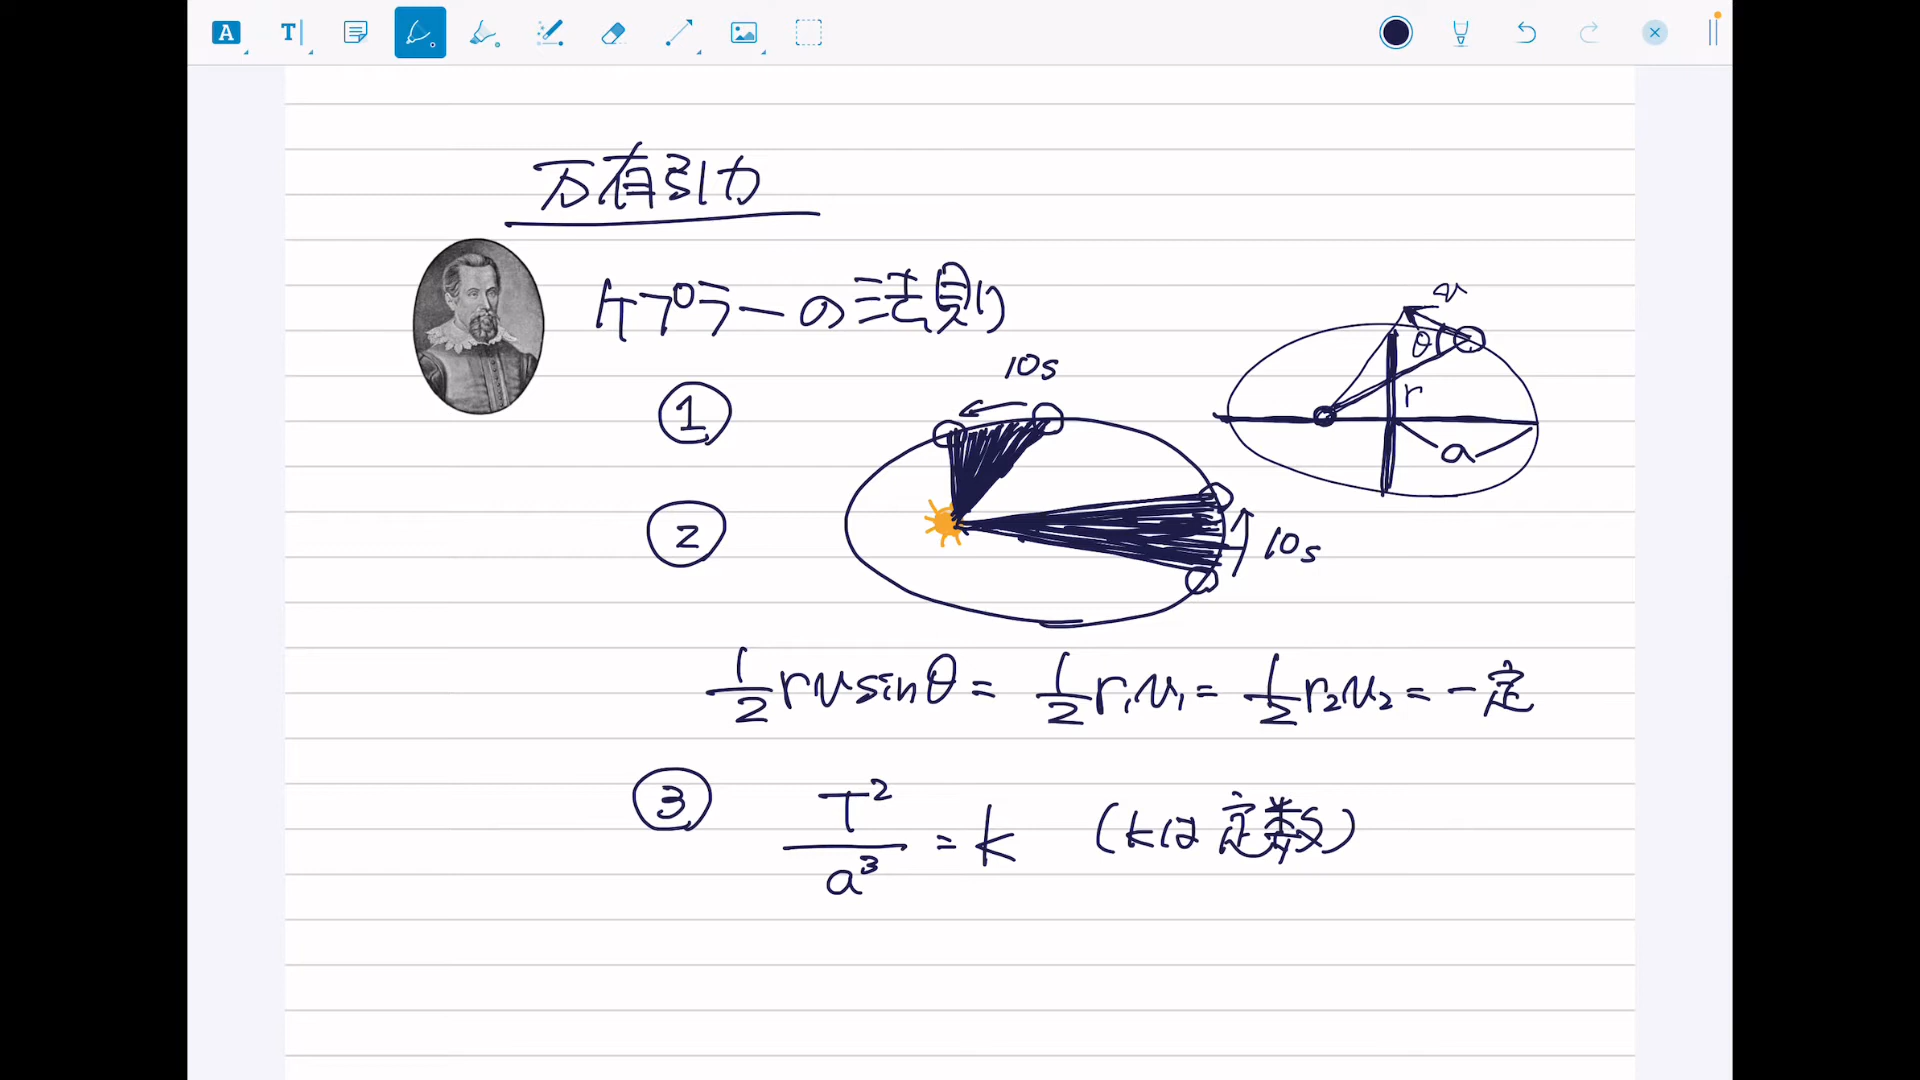 A T
万有引力
ケプラーの法則
v
θ
r
a
10s
①
②
10s
1/2 rv sinθ = 1/2 r₁v₁ = 1/2 r₂v₂ = 一定
③ T²/a³ = k (kは定数)